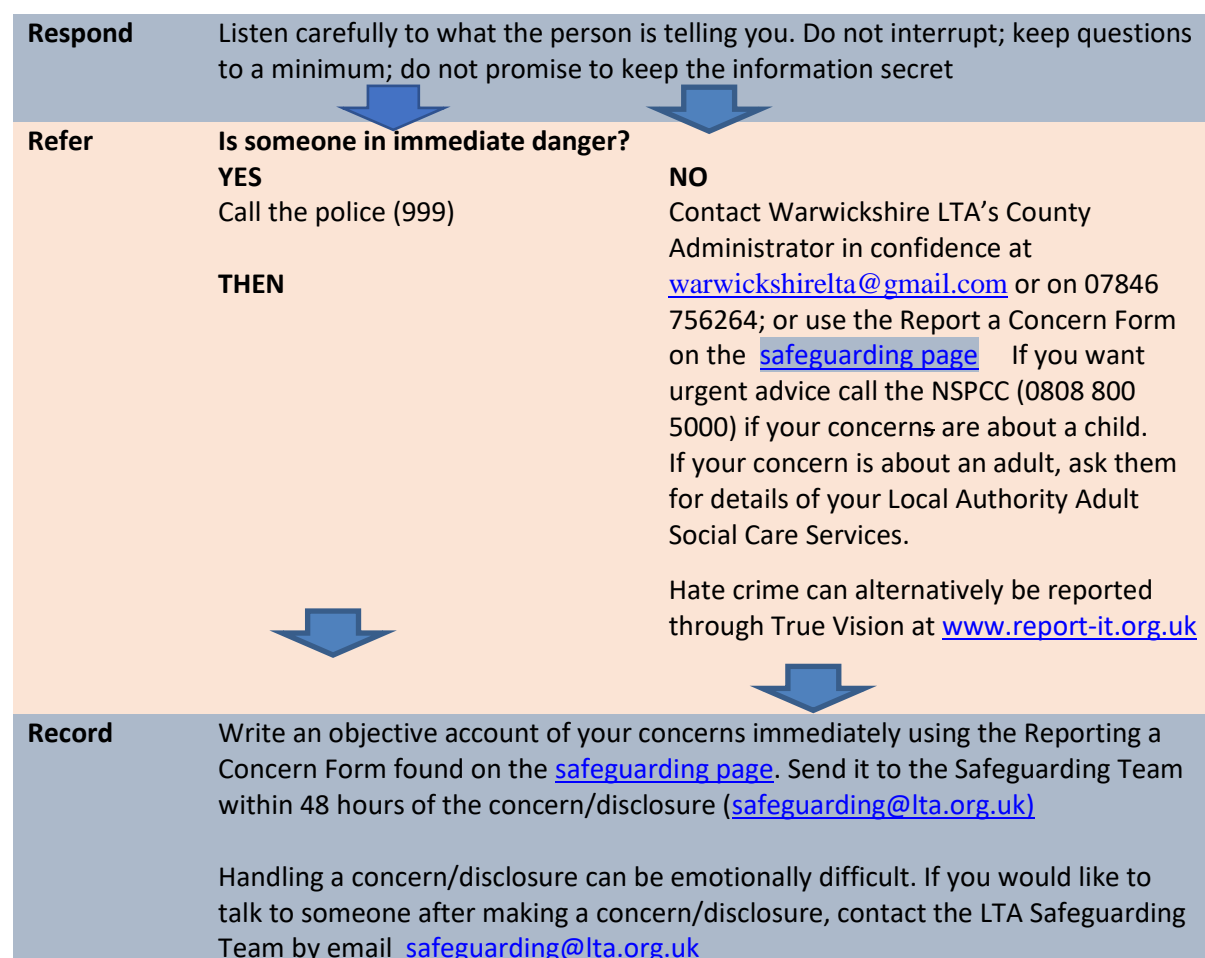 Respond Listen carefully to what the person is telling you. Do not interrupt; keep questions
to a minimum; do not promise to keep the information secret
Refer Is someone in immediate danger?
YES
Call the police (999)
THEN
NO
Contact Warwickshire LTA’s County
Administrator in confidence at
warwickshirelta@gmail.com or on 07846
756264; or use the Report a Concern Form
on the safeguarding page If you want
urgent advice call the NSPCC (0808 800
5000) if your concerns are about a child.
If your concern is about an adult, ask them
for details of your Local Authority Adult
Social Care Services.
Hate crime can alternatively be reported
through True Vision at www.report-it.org.uk
Record Write an objective account of your concerns immediately using the Reporting a
Concern Form found on the safeguarding page. Send it to the Safeguarding Team
within 48 hours of the concern/disclosure (safeguarding@lta.org.uk)
Handling a concern/disclosure can be emotionally difficult. If you would like to
talk to someone after making a concern/disclosure, contact the LTA Safeguarding
Team by email safeguarding@lta.org.uk